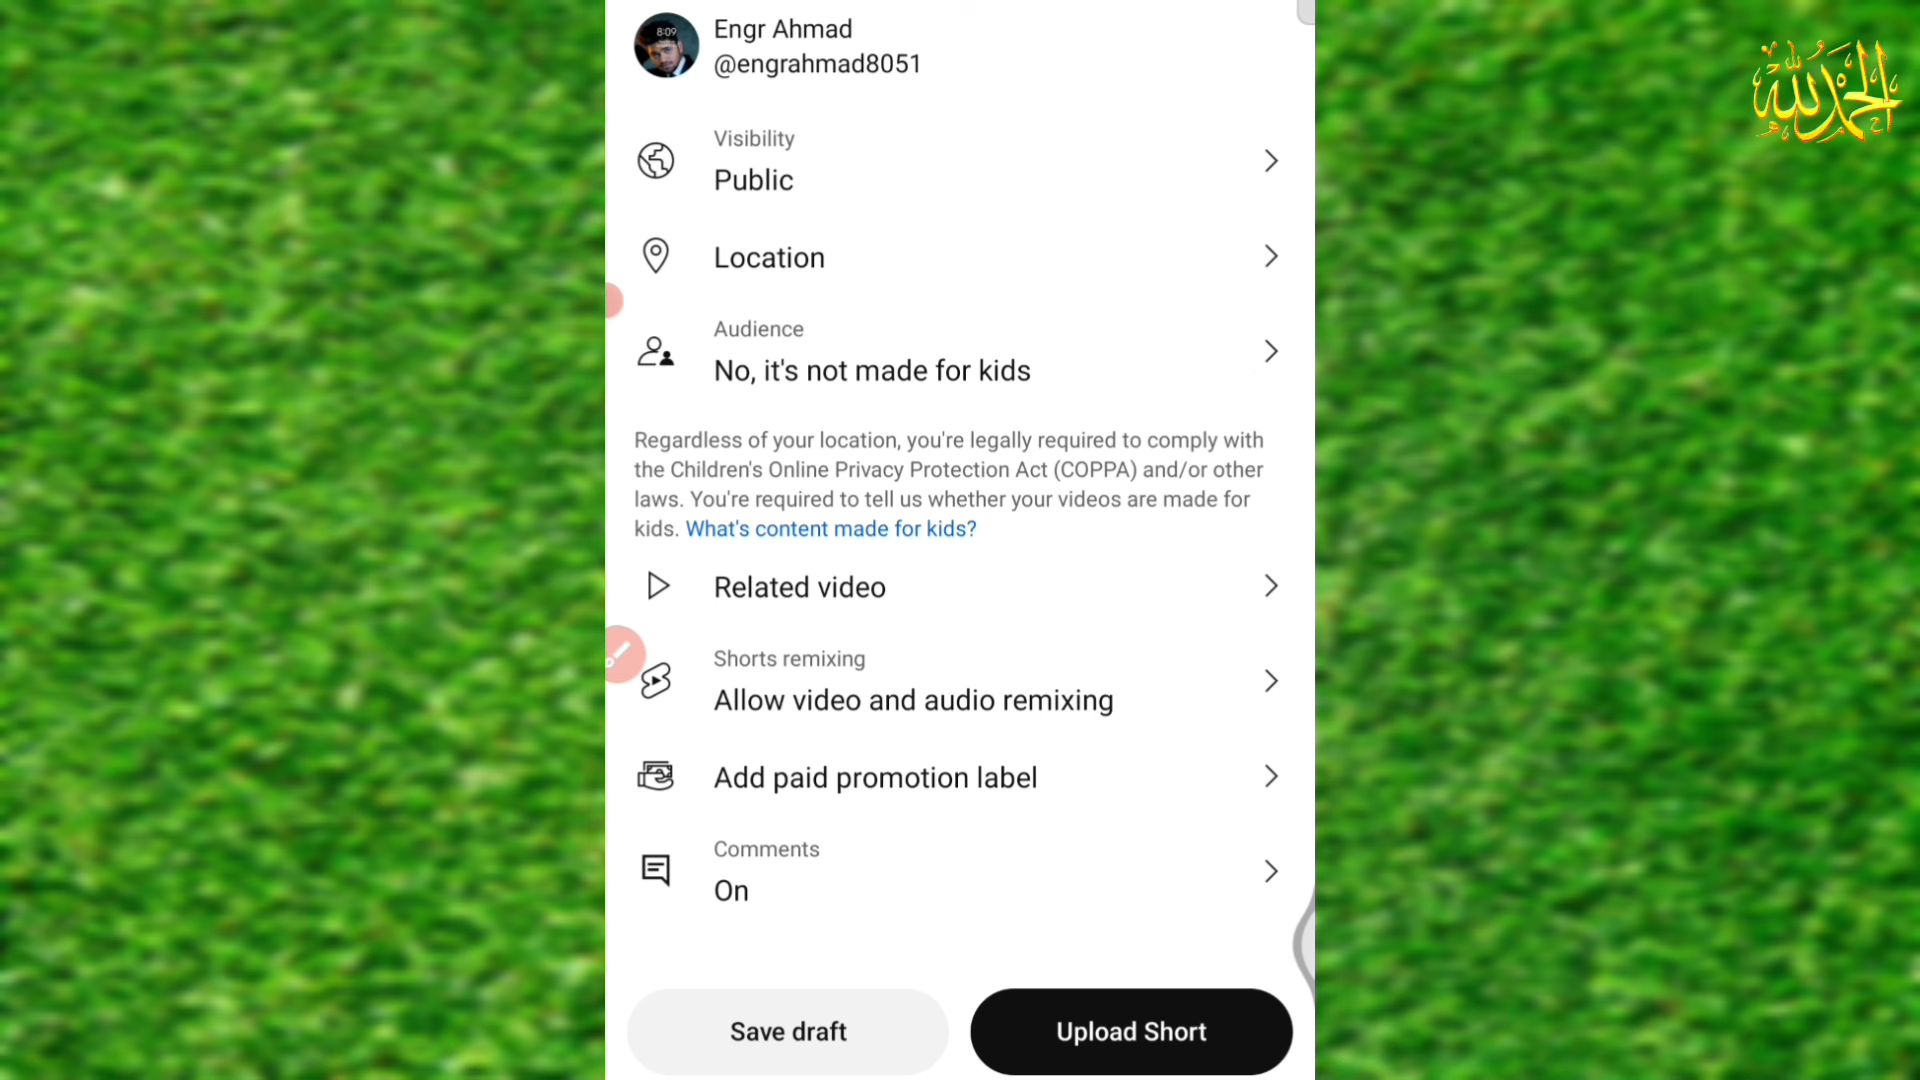 Engr Ahmad
@engrahmad8051
8:09
الحمد لله
Visibility
Public
Location
Audience
No, it's not made for kids
Regardless of your location, you're legally required to comply with
the Children's Online Privacy Protection Act (COPPA) and/or other
laws. You're required to tell us whether your videos are made for
kids. What's content made for kids?
Related video
Shorts remixing
Allow video and audio remixing
Add paid promotion label
Comments
On
Save draft
Upload Short